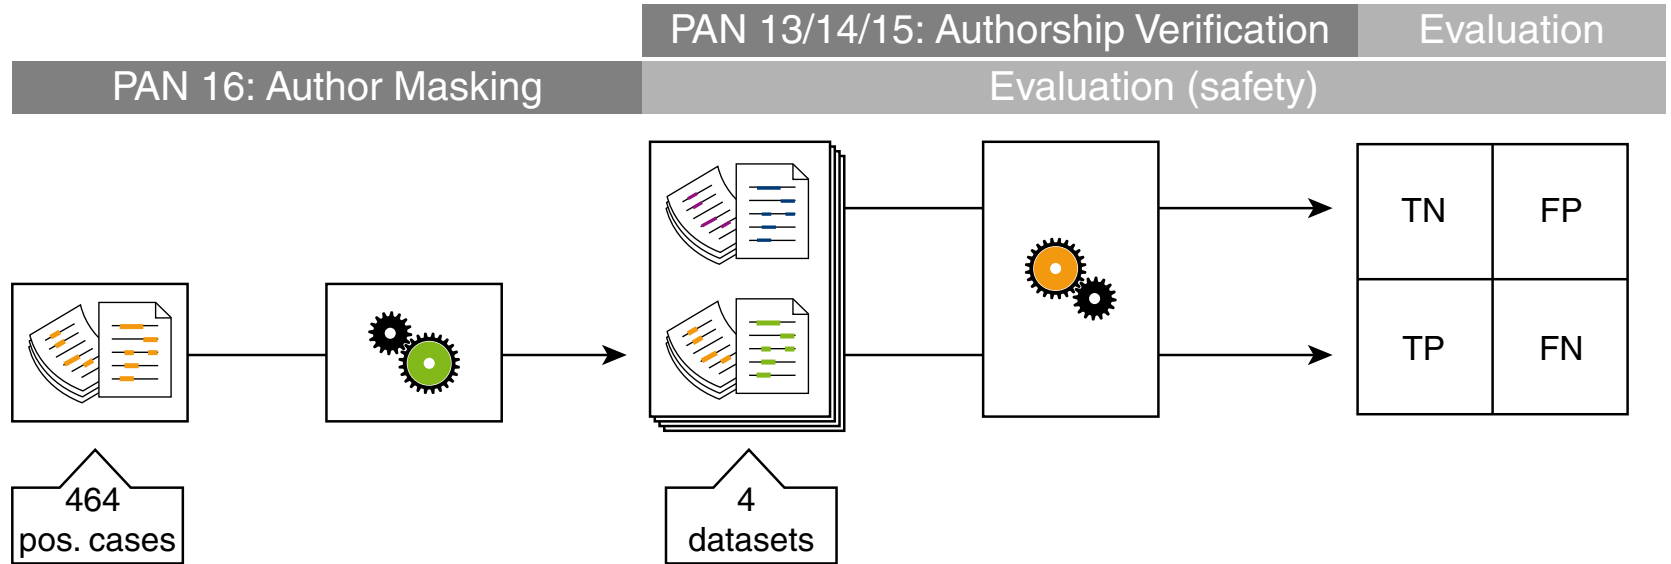 PAN 13/14/15: Authorship Verification
Evaluation
PAN 16: Author Masking
Evaluation (safety)
TN
FP
TP
FN
464
pos. cases
4
datasets